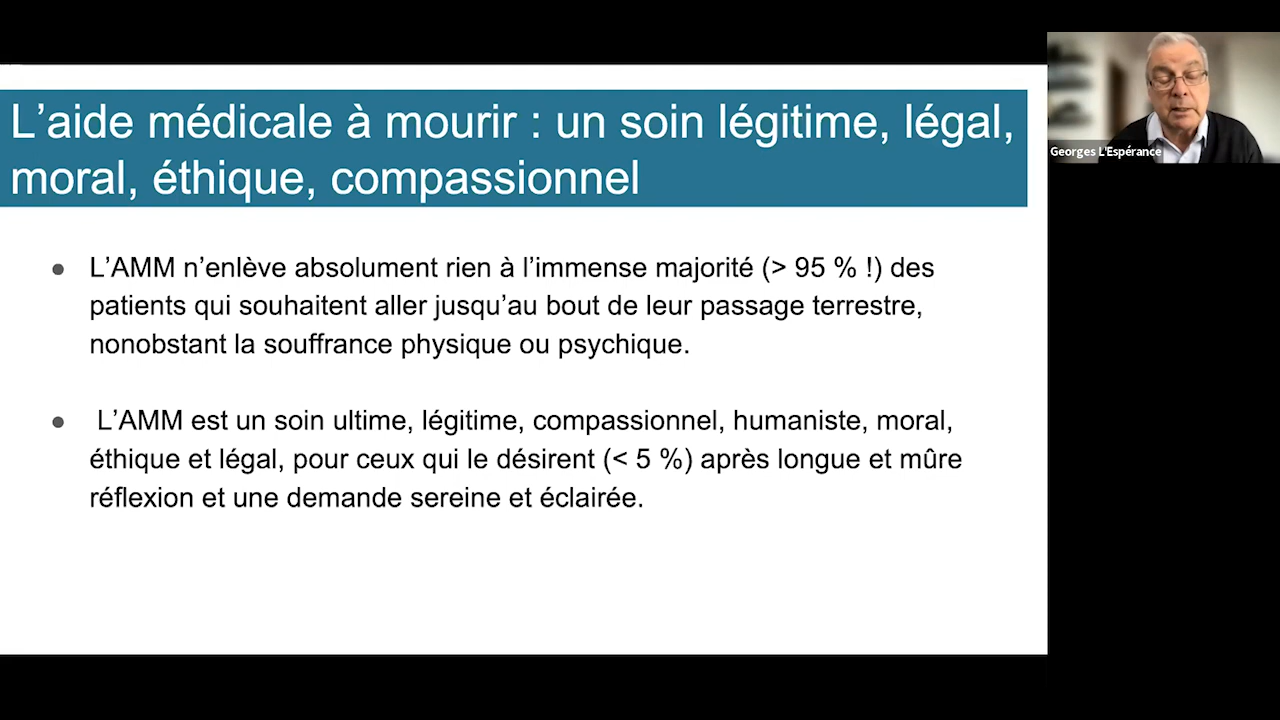 L'aide médicale à mourir : un soin légitime, légal,
moral, éthique, compassionnel
Georges L'Espérance
● L'AMM n'enlève absolument rien à l'immense majorité (> 95 % !) des
patients qui souhaitent aller jusqu'au bout de leur passage terrestre,
nonobstant la souffrance physique ou psychique.
● L'AMM est un soin ultime, légitime, compassionnel, humaniste, moral,
éthique et légal, pour ceux qui le désirent (< 5 %) après longue et mûre
réflexion et une demande sereine et éclairée.